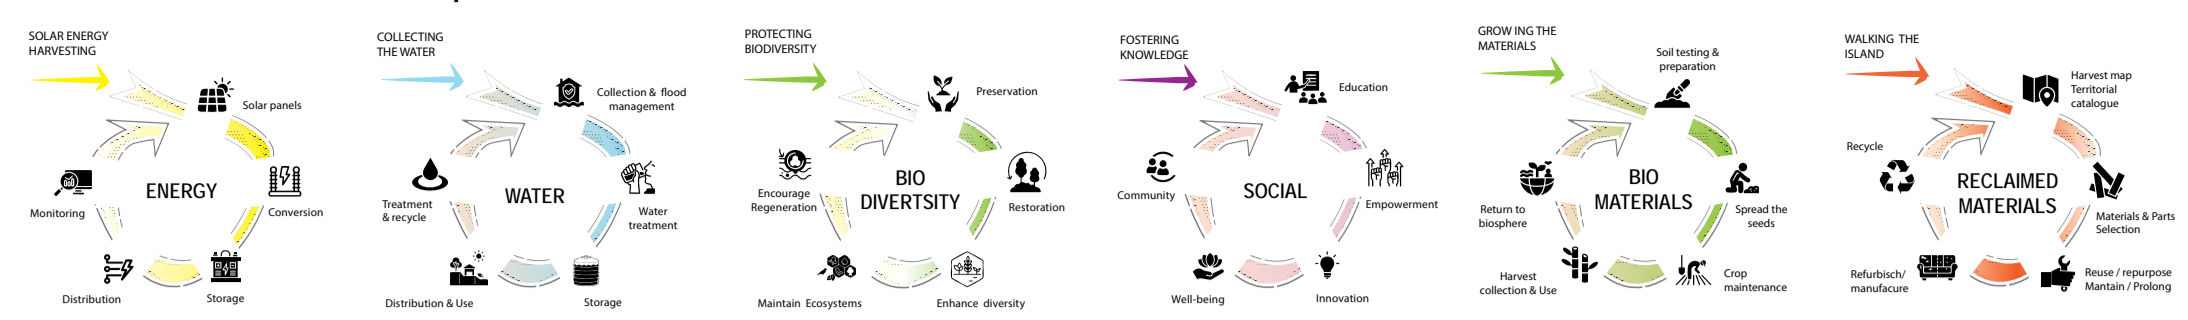 SOLAR ENERGY
HARVESTING
Solar panels
Conversion
Storage
Distribution
Monitoring
ENERGY
COLLECTING
THE WATER
Collection & flood
management
Water
treatment
Storage
Distribution & Use
Treatment
& recycle
WATER
PROTECTING
BIODIVERSITY
Preservation
Restoration
Enhance diversity
Maintain Ecosystems
Encourage
Regeneration
BIO
DIVERTSITY
FOSTERING
KNOWLEDGE
Education
Empowerment
Innovation
Well-being
Community
SOCIAL
GROW ING THE
MATERIALS
Soil testing &
preparation
Spread the
seeds
Crop
maintenance
Harvest
collection & Use
Return to
biosphere
BIO
MATERIALS
WALKING THE
ISLAND
Harvest map
Territorial
catalogue
Materials & Parts
Selection
Reuse / repurpose
Mantain / Prolong
Refurbisch/
manufacure
Recycle
RECLAIMED
MATERIALS